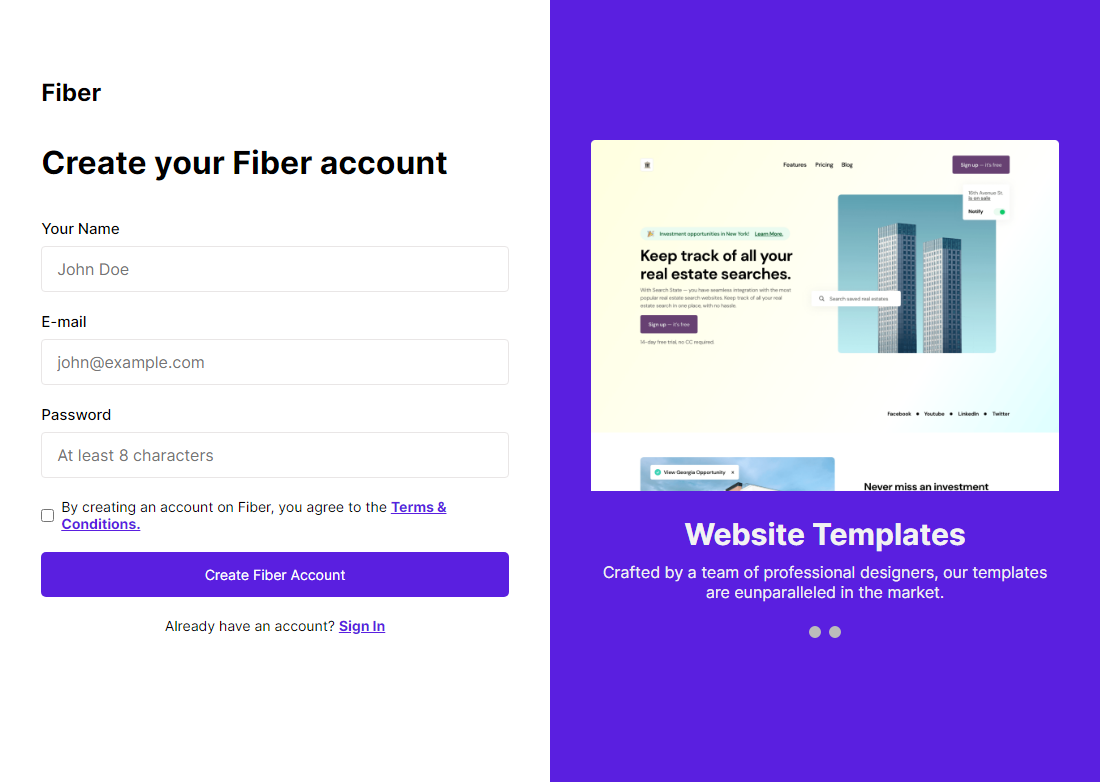 Fiber
Create your Fiber account
Your Name
John Doe
E-mail
john@example.com
Password
At least 8 characters
By creating an account on Fiber, you agree to the Terms &
Conditions.
Create Fiber Account
Already have an account? Sign In
Features Pricing Blog
Sign up — it's free
10th Avenue St.
is on sale
Notify
Investment opportunities in New York! Learn More.
Keep track of all your
real estate searches.
With Search State — you have seamless integration with the most
popular real estate search websites. Keep track of all your real
estate search in one place, with no hassle.
Search saved real estates
Sign up — it's free
14-day free trial, no CC required.
Facebook Youtube LinkedIn Twitter
View Georgia Opportunity ×
Never miss an investment
Website Templates
Crafted by a team of professional designers, our templates
are eunparalleled in the market.